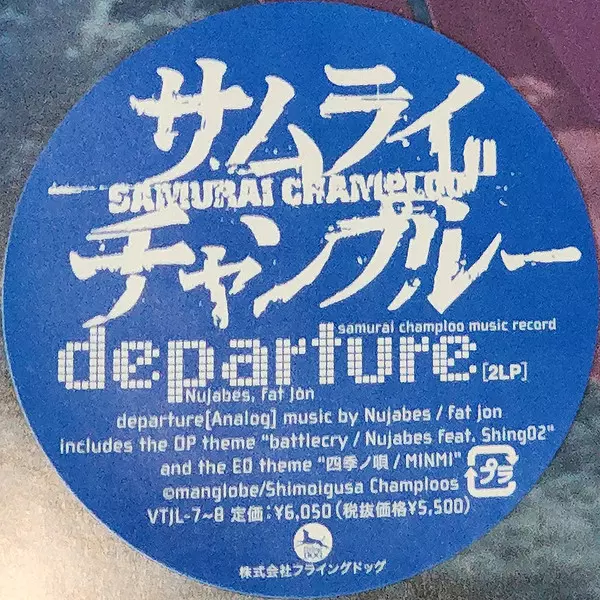 サムライ
SAMURAI CHAMPLOO
チャンプルー
samurai champloo music record
departure [2LP]
Nujabes, fat jon
departure[Analog] music by Nujabes / fat jon
includes the OP theme "battlecry / Nujabes feat. Shing02"
and the ED theme "四季ノ唄 / MINMI"
プラ
©manglobe/Shimoigusa Champloos
VTJL-7~8 定価:¥6,050(税抜価格¥5,500)
株式会社フライングドッグ